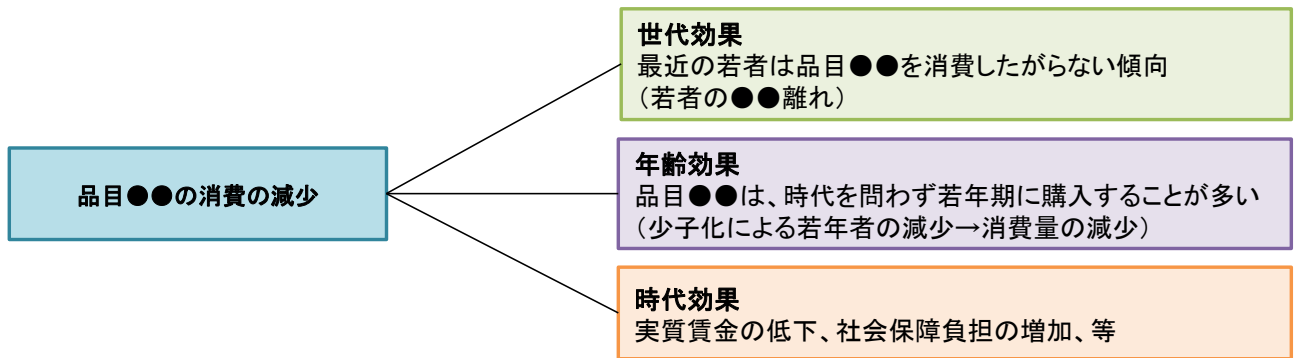 品目●●の消費の減少
世代効果
最近の若者は品目●●を消費したがらない傾向
（若者の●●離れ）
年齢効果
品目●●は、時代を問わず若年期に購入することが多い
（少子化による若年者の減少→消費量の減少）
時代効果
実質賃金の低下、社会保障負担の増加、等